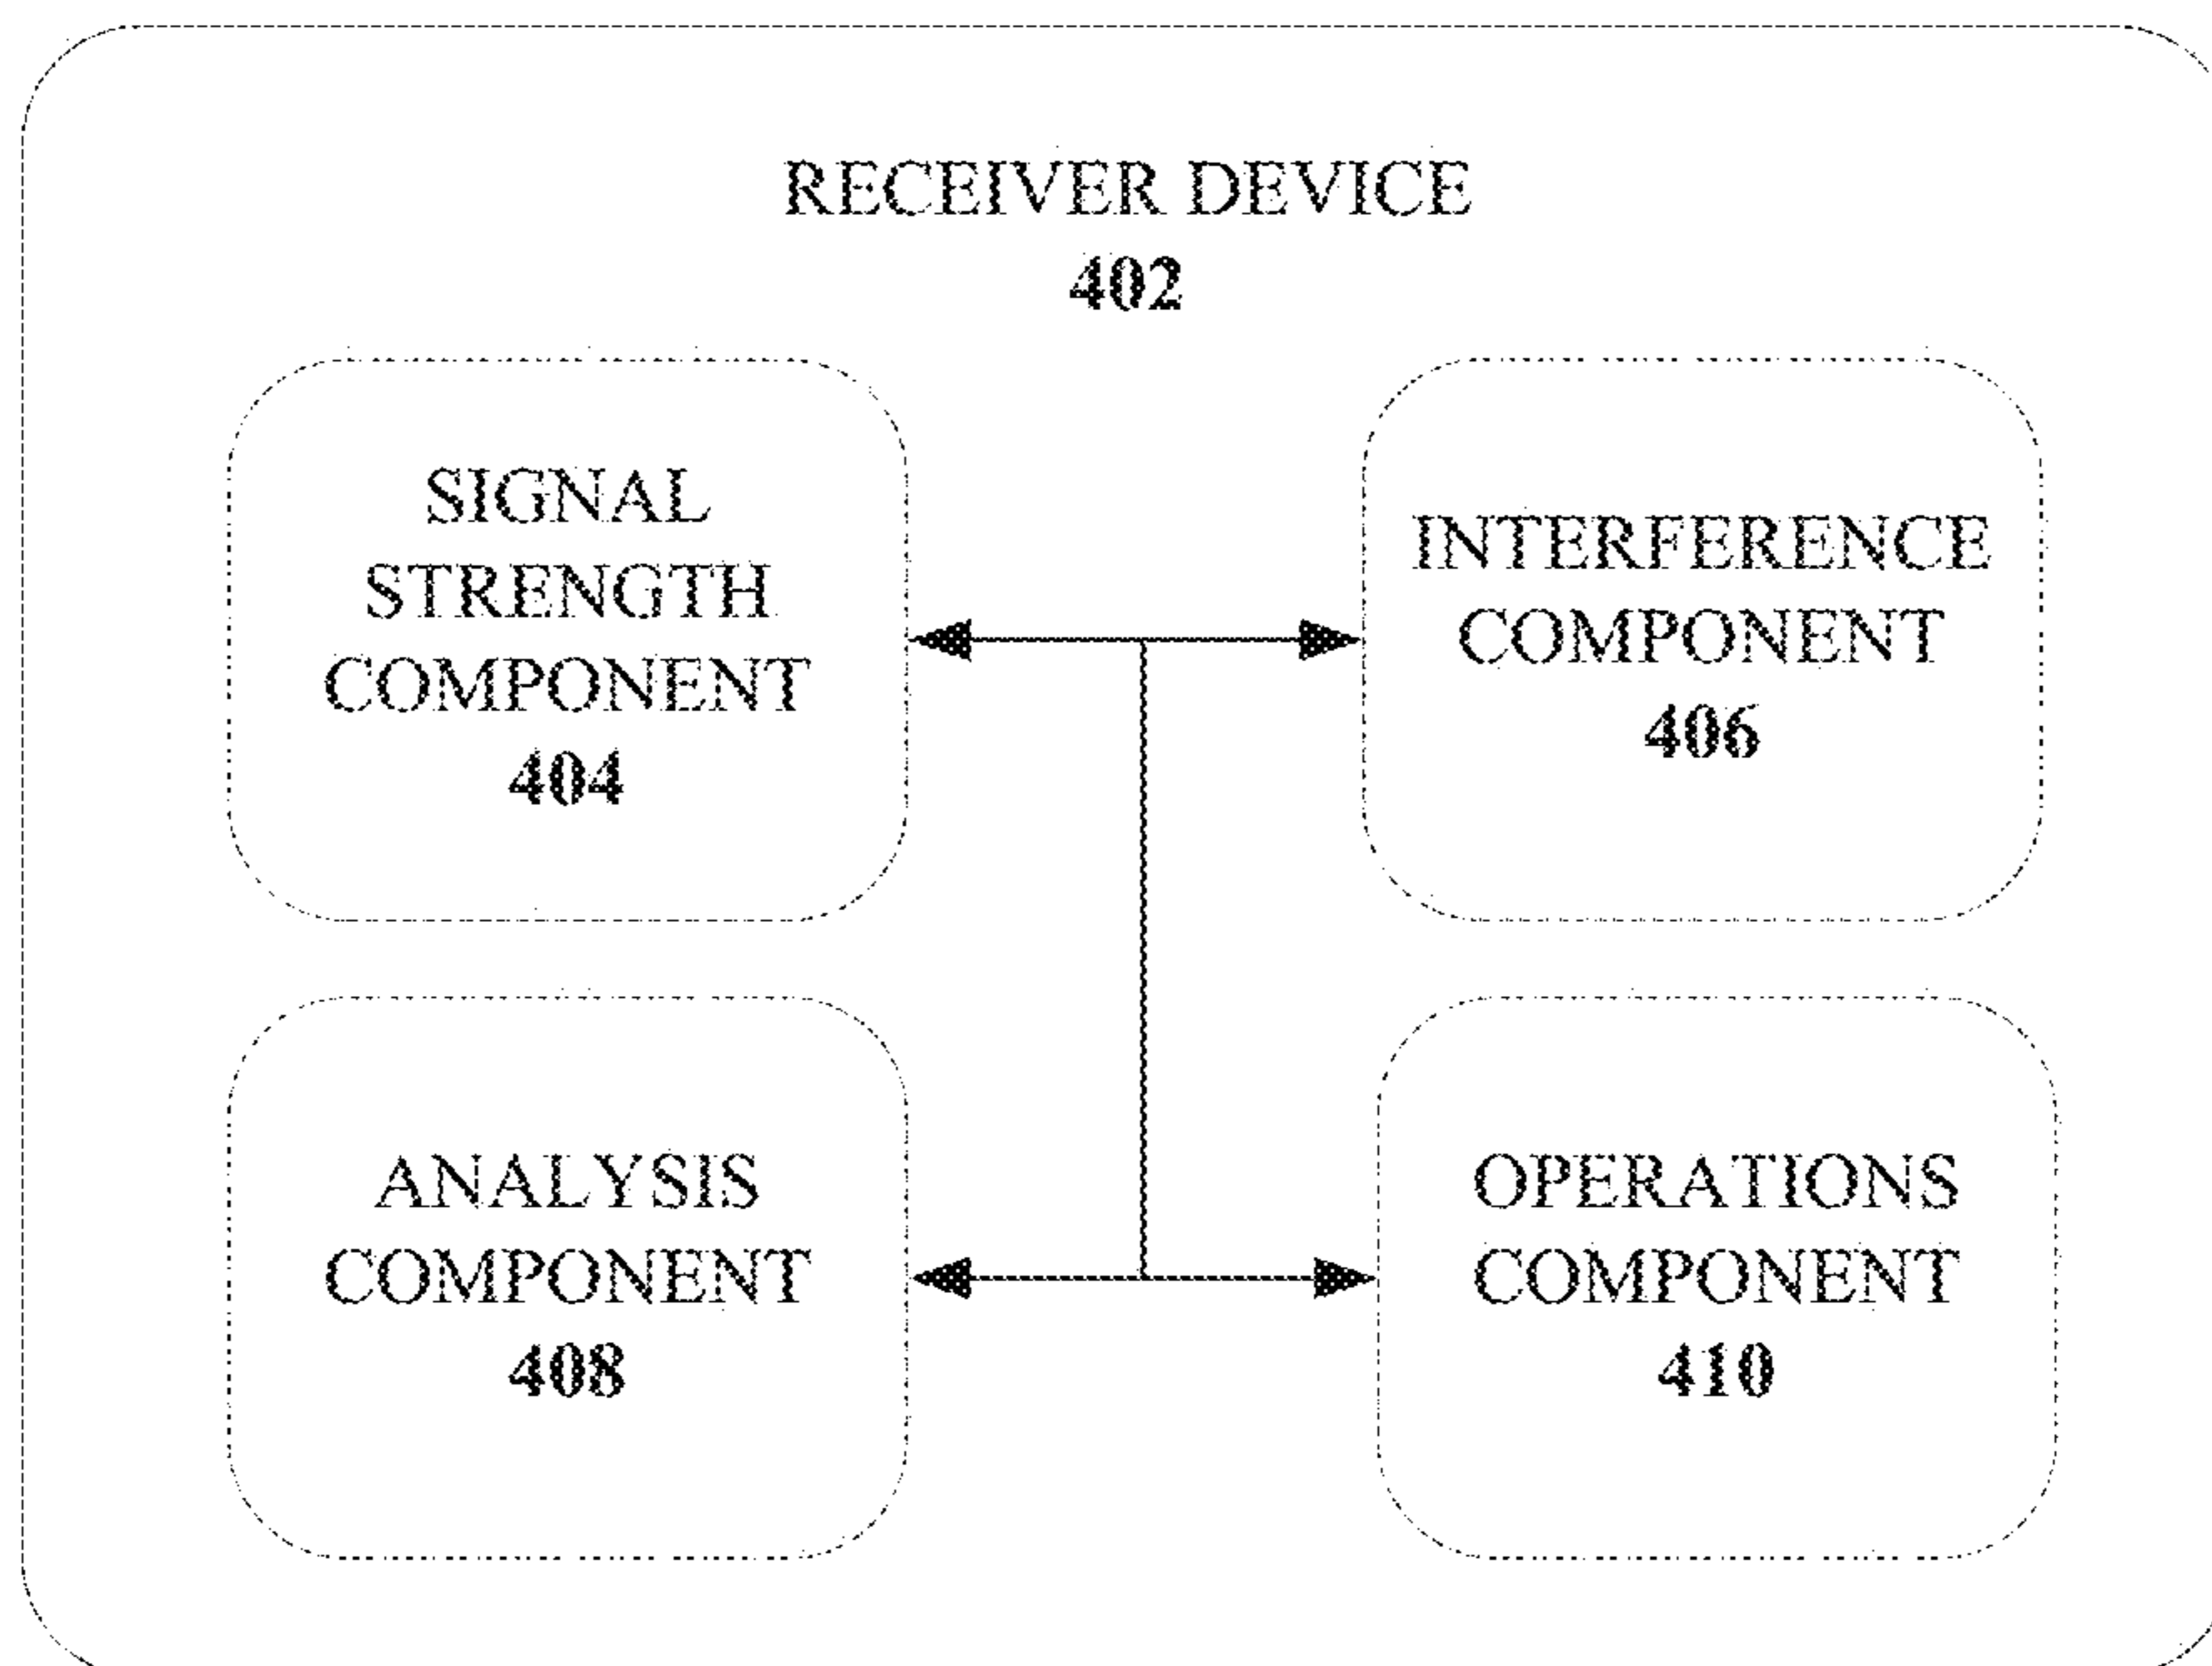 RECEIVER DEVICE
402
SIGNAL
STRENGTH
COMPONENT
404
INTERFERENCE
COMPONENT
406
ANALYSIS
COMPONENT
408
OPERATIONS
COMPONENT
410